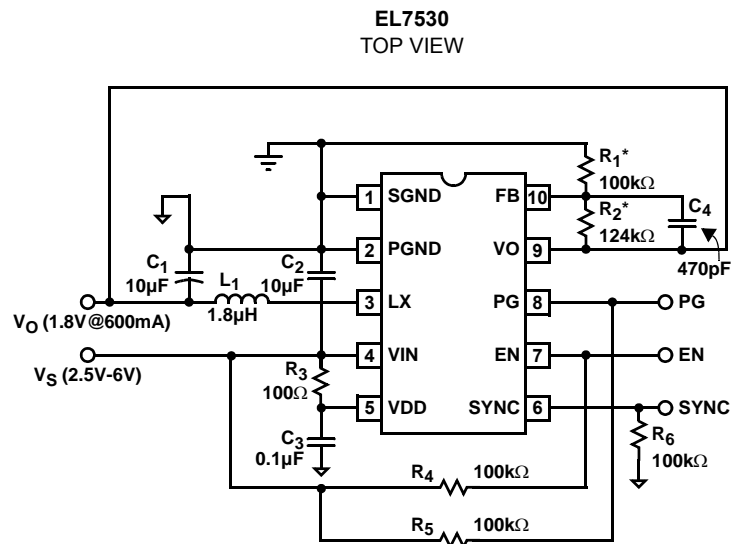 EL7530
TOP VIEW
R1*
100kΩ
R2*
124kΩ
C4
470pF
1 SGND
FB 10
2 PGND
VO 9
3 LX
PG 8
4 VIN
EN 7
5 VDD
SYNC 6
C1
10µF
C2
10µF
L1
1.8µH
VO (1.8V@600mA)
VS (2.5V-6V)
R3
100Ω
C3
0.1µF
PG
EN
SYNC
R6
100kΩ
R4 100kΩ
R5 100kΩ